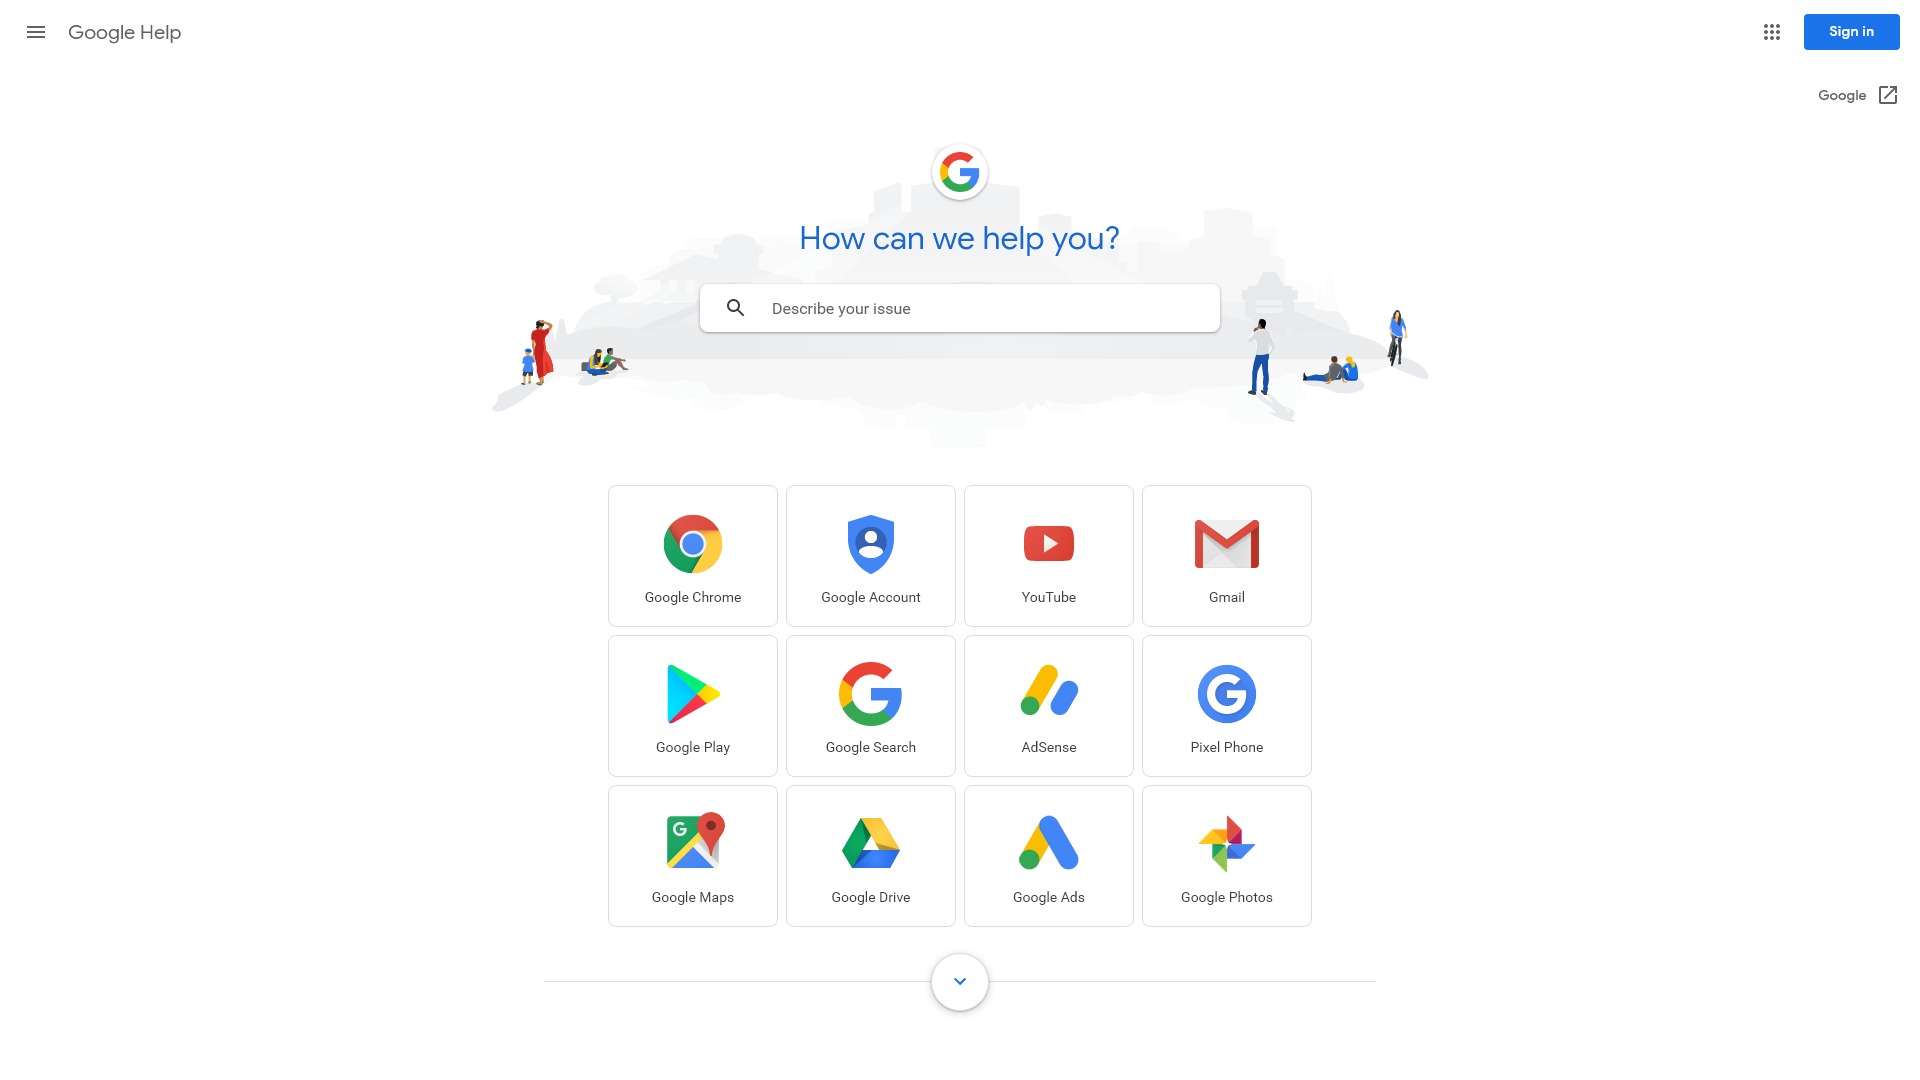 Google Help
Sign in
Google
How can we help you?
Describe your issue
Google Chrome
Google Account
YouTube
Gmail
Google Play
Google Search
AdSense
Pixel Phone
Google Maps
Google Drive
Google Ads
Google Photos